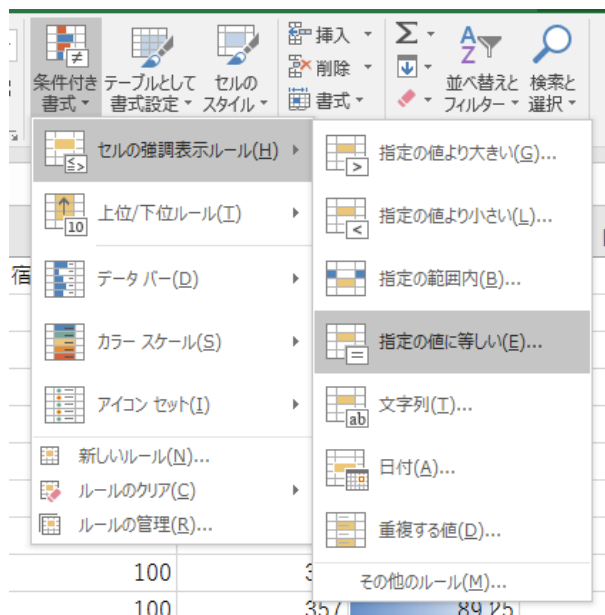 挿入
削除
書式
条件付き
書式
テーブルとして
書式設定
セルの
スタイル
並べ替えと
フィルター
検索と
選択
セルの強調表示ルール(H)
上位/下位ルール(T)
データ バー(D)
カラー スケール(S)
アイコン セット(I)
新しいルール(N)...
ルールのクリア(C)
ルールの管理(R)...
指定の値より大きい(G)...
指定の値より小さい(L)...
指定の範囲内(B)...
指定の値に等しい(E)...
文字列(T)...
日付(A)...
重複する値(D)...
その他のルール(M)...
宿
100
100 357 89.25